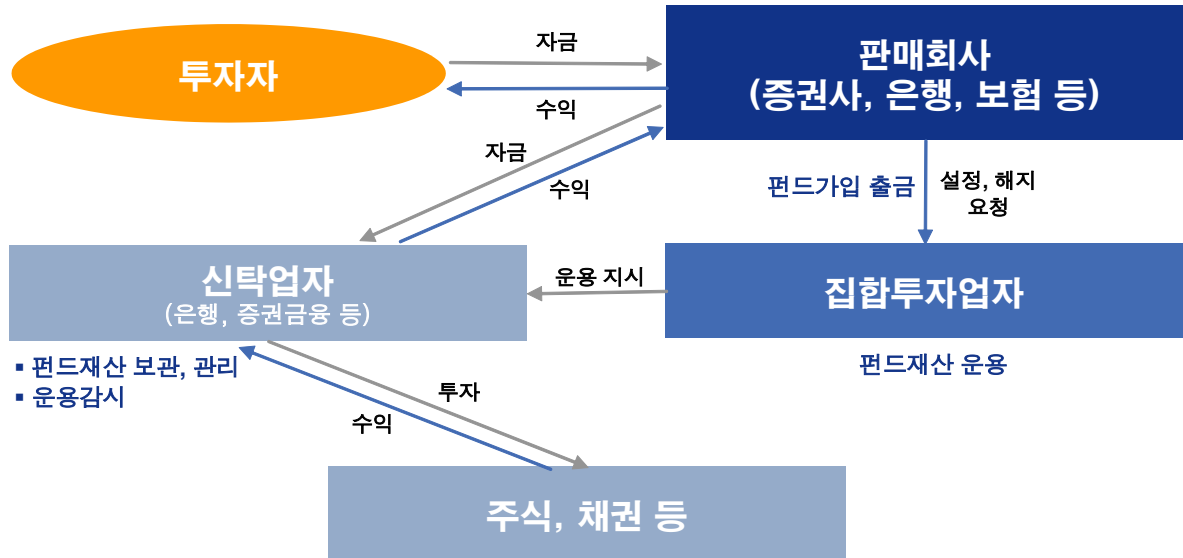 투자자
자금
수익
판매회사
(증권사, 은행, 보험 등)
자금
수익
펀드가입 출금
설정, 해지
요청
신탁업자
(은행, 증권금융 등)
운용 지시
집합투자업자
▪ 펀드재산 보관, 관리
▪ 운용감시
펀드재산 운용
투자
수익
주식, 채권 등